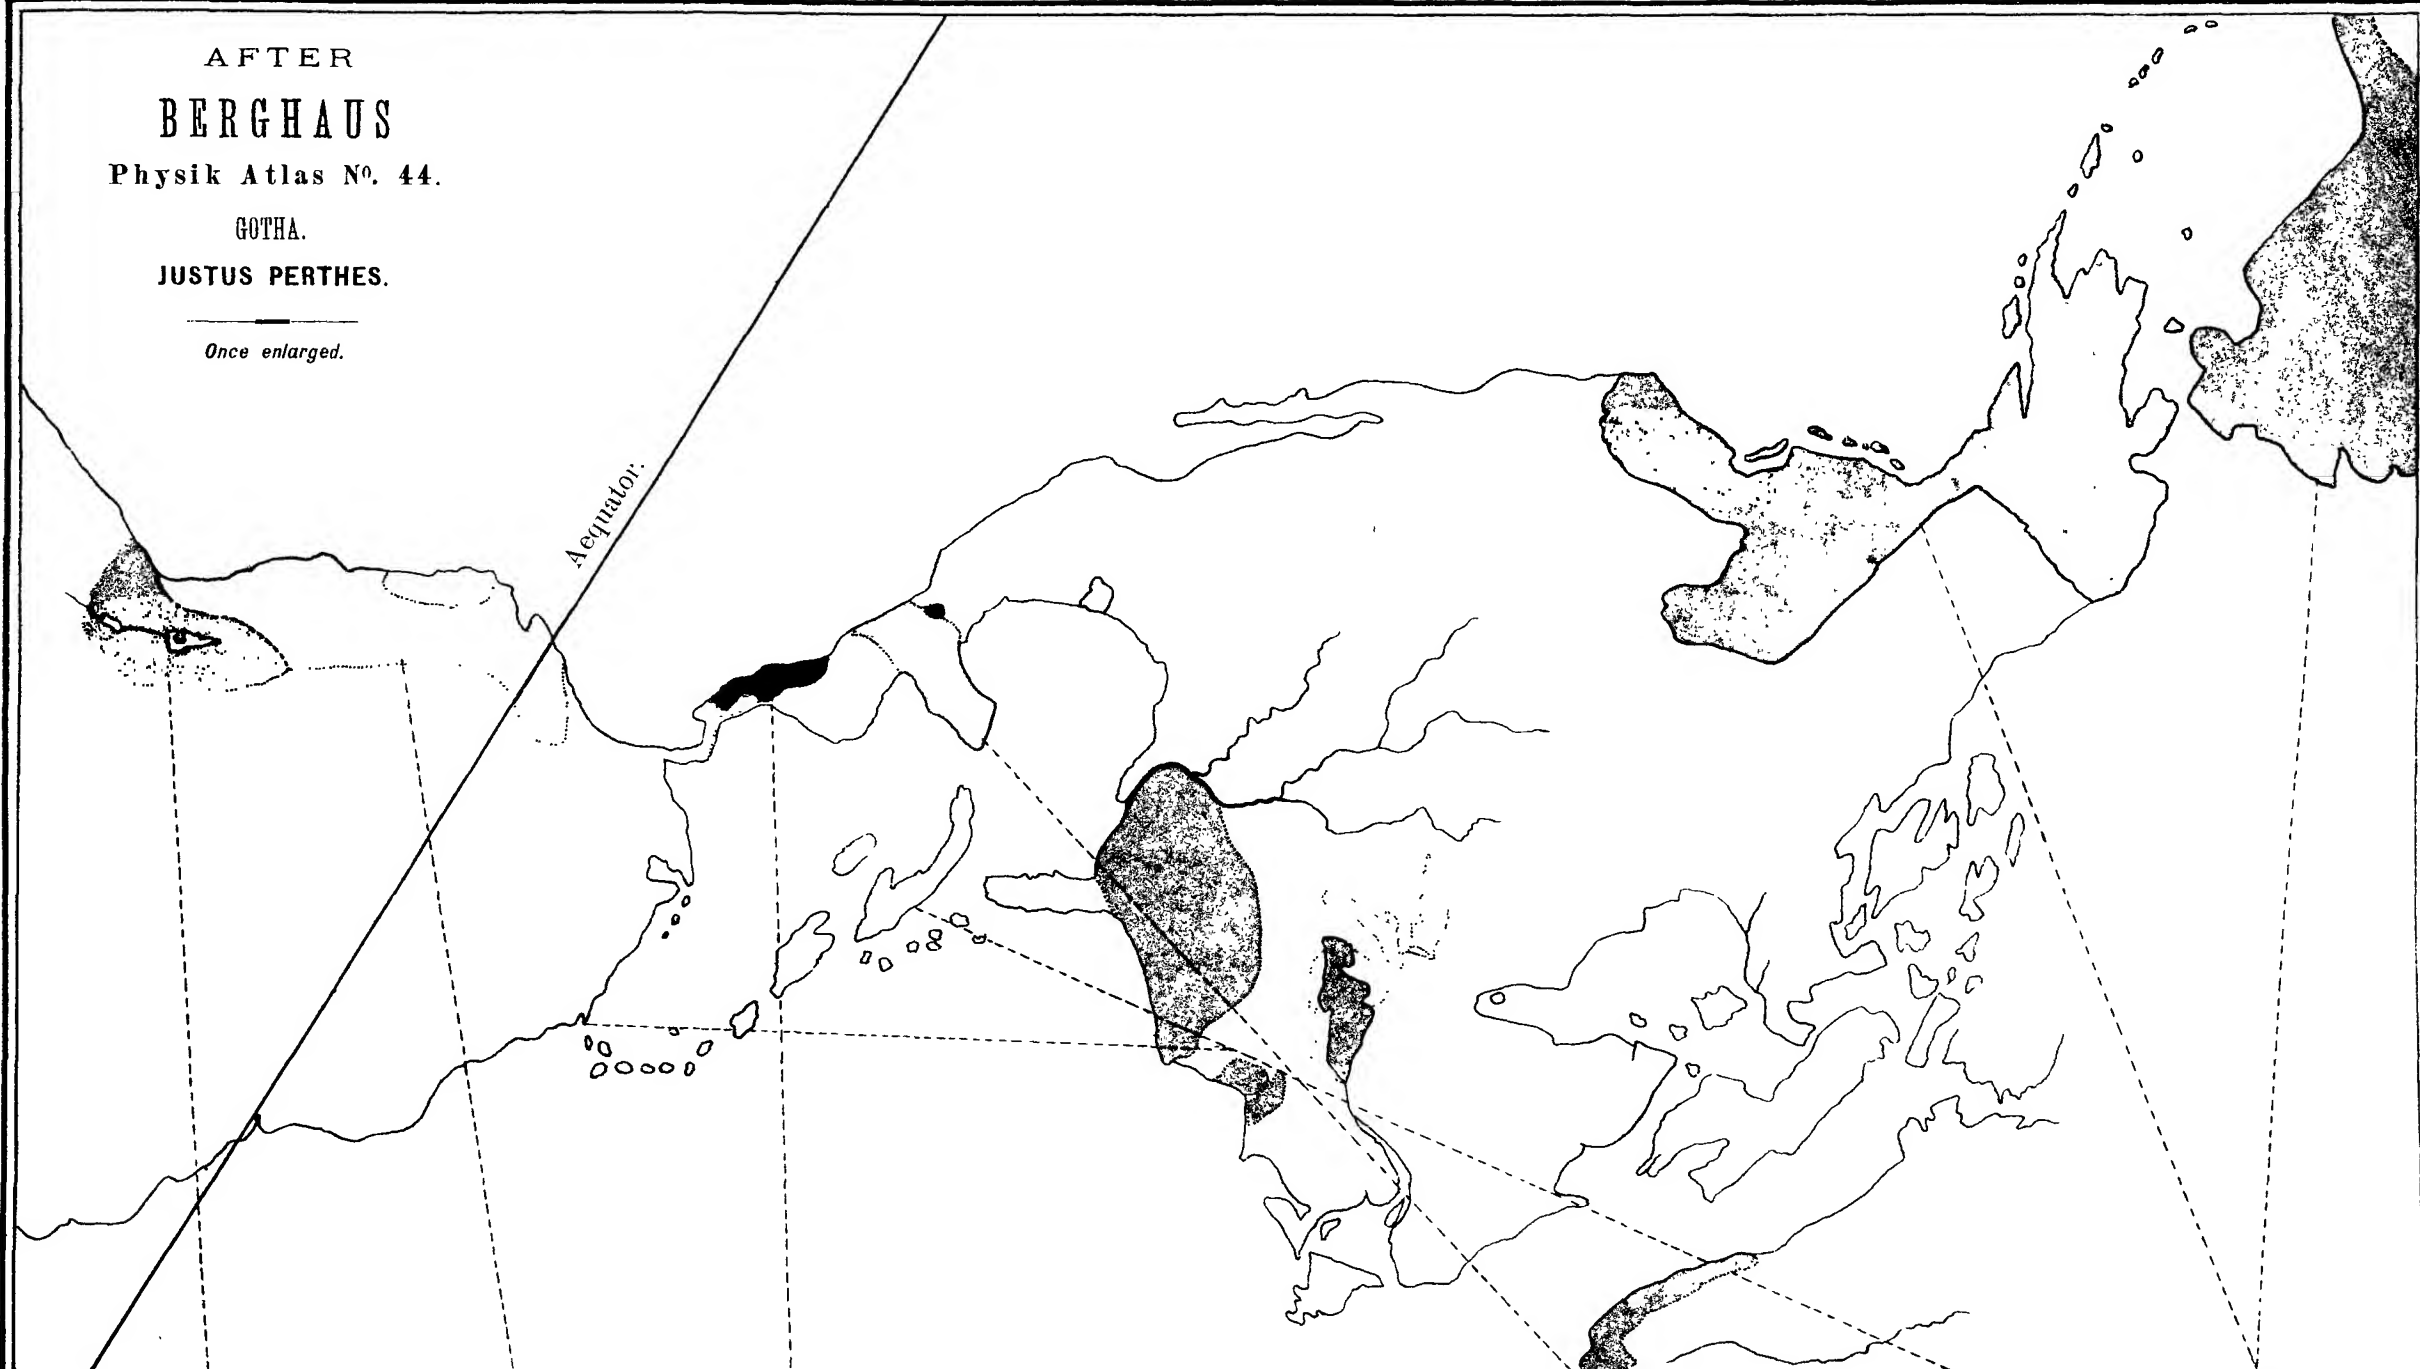 AFTER
BERGHAUS
Physik Atlas Nº. 44.
GOTHA.
JUSTUS PERTHES.
Once enlarged.
Aequator.